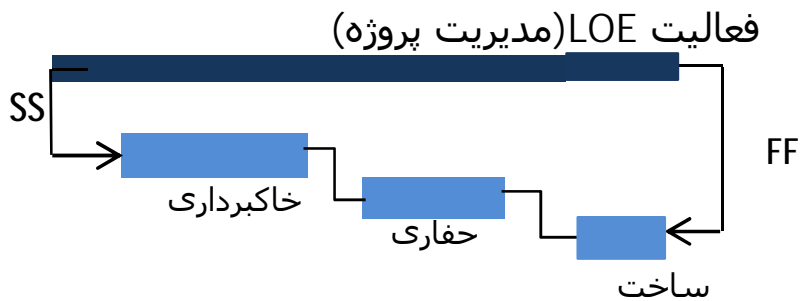 فعالیت LOE(مدیریت پروژه)
SS
FF
خاکبرداری
حفاری
ساخت